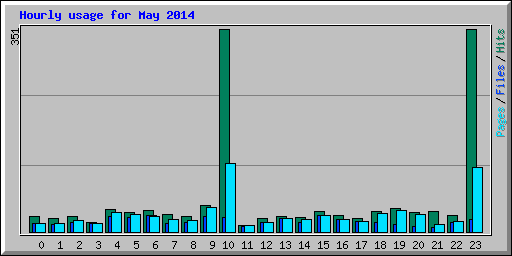 Hourly usage for May 2014
351
Pages/Files/Hits
0 1 2 3 4 5 6 7 8 9 10 11 12 13 14 15 16 17 18 19 20 21 22 23